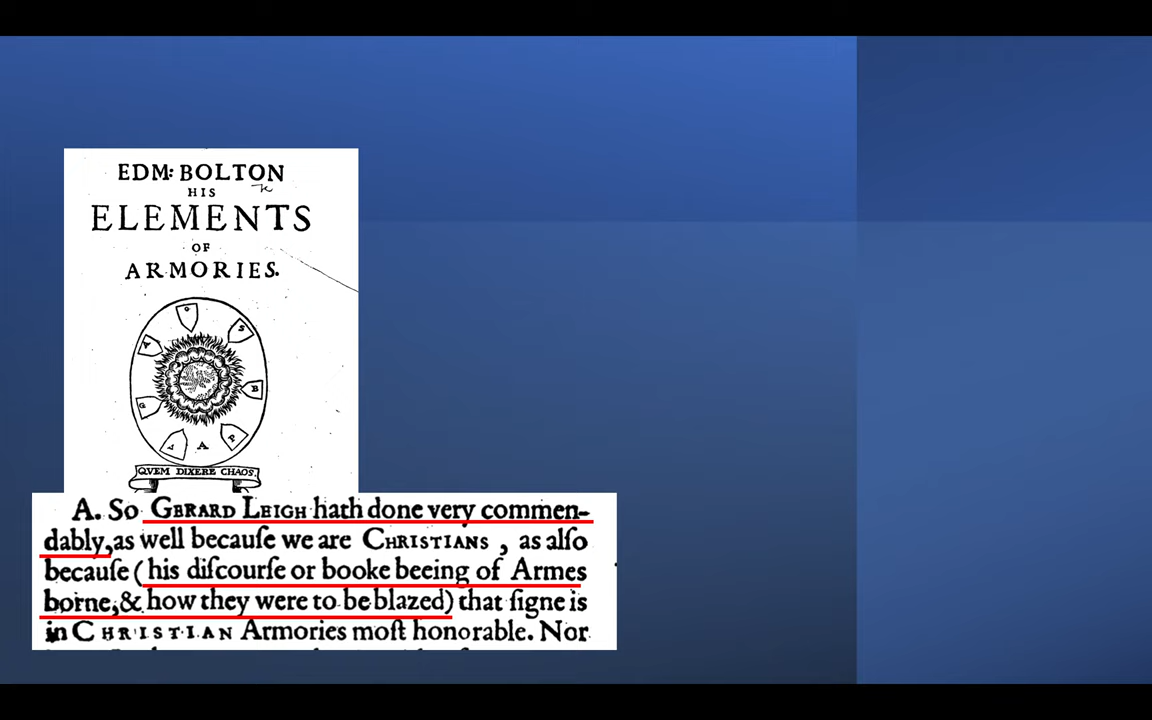 EDM: BOLTON
HIS
ELEMENTS
OF
ARMORIES.
O
A S
G B
V A P
QVEM DIXERE CHAOS.
A. So GERARD LEIGH hath done very commen-
dably, as well becauſe we are CHRISTIANS, as alſo
becauſe (his diſcourſe or booke beeing of Armes
borne, & how they were to be blazed) that ſigne is
in CHRISTIAN Armories moſt honorable. Nor